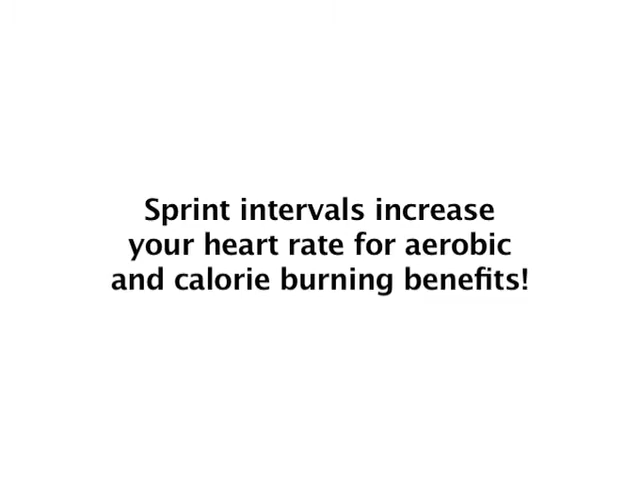 Sprint intervals increase
your heart rate for aerobic
and calorie burning benefits!